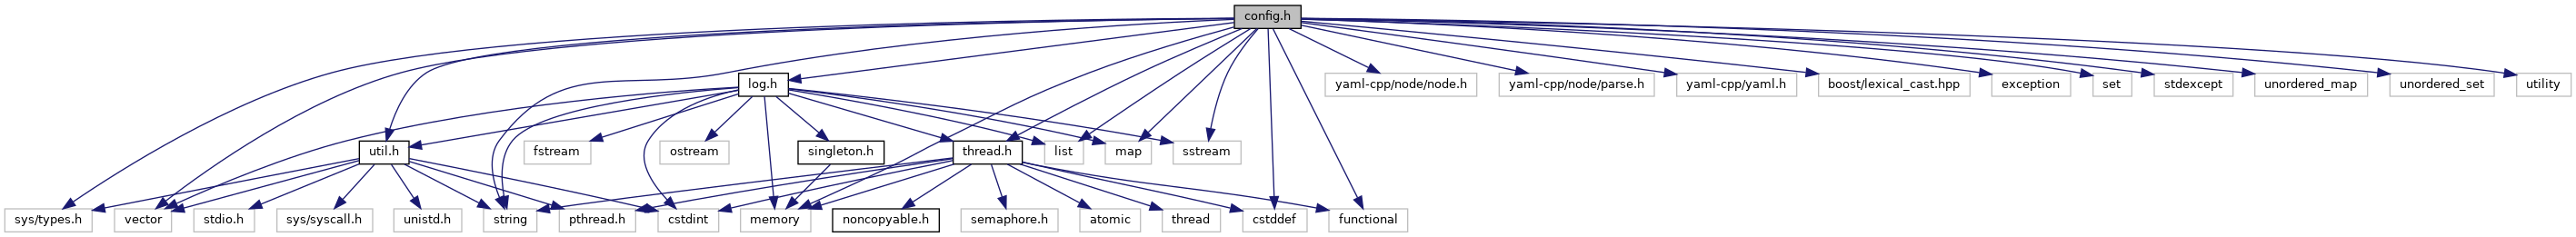 config.h
log.h
yaml-cpp/node/node.h
yaml-cpp/node/parse.h
yaml-cpp/yaml.h
boost/lexical_cast.hpp
exception
set
stdexcept
unordered_map
unordered_set
utility
util.h
fstream
ostream
singleton.h
thread.h
list
map
sstream
sys/types.h
vector
stdio.h
sys/syscall.h
unistd.h
string
pthread.h
cstdint
memory
noncopyable.h
semaphore.h
atomic
thread
cstddef
functional